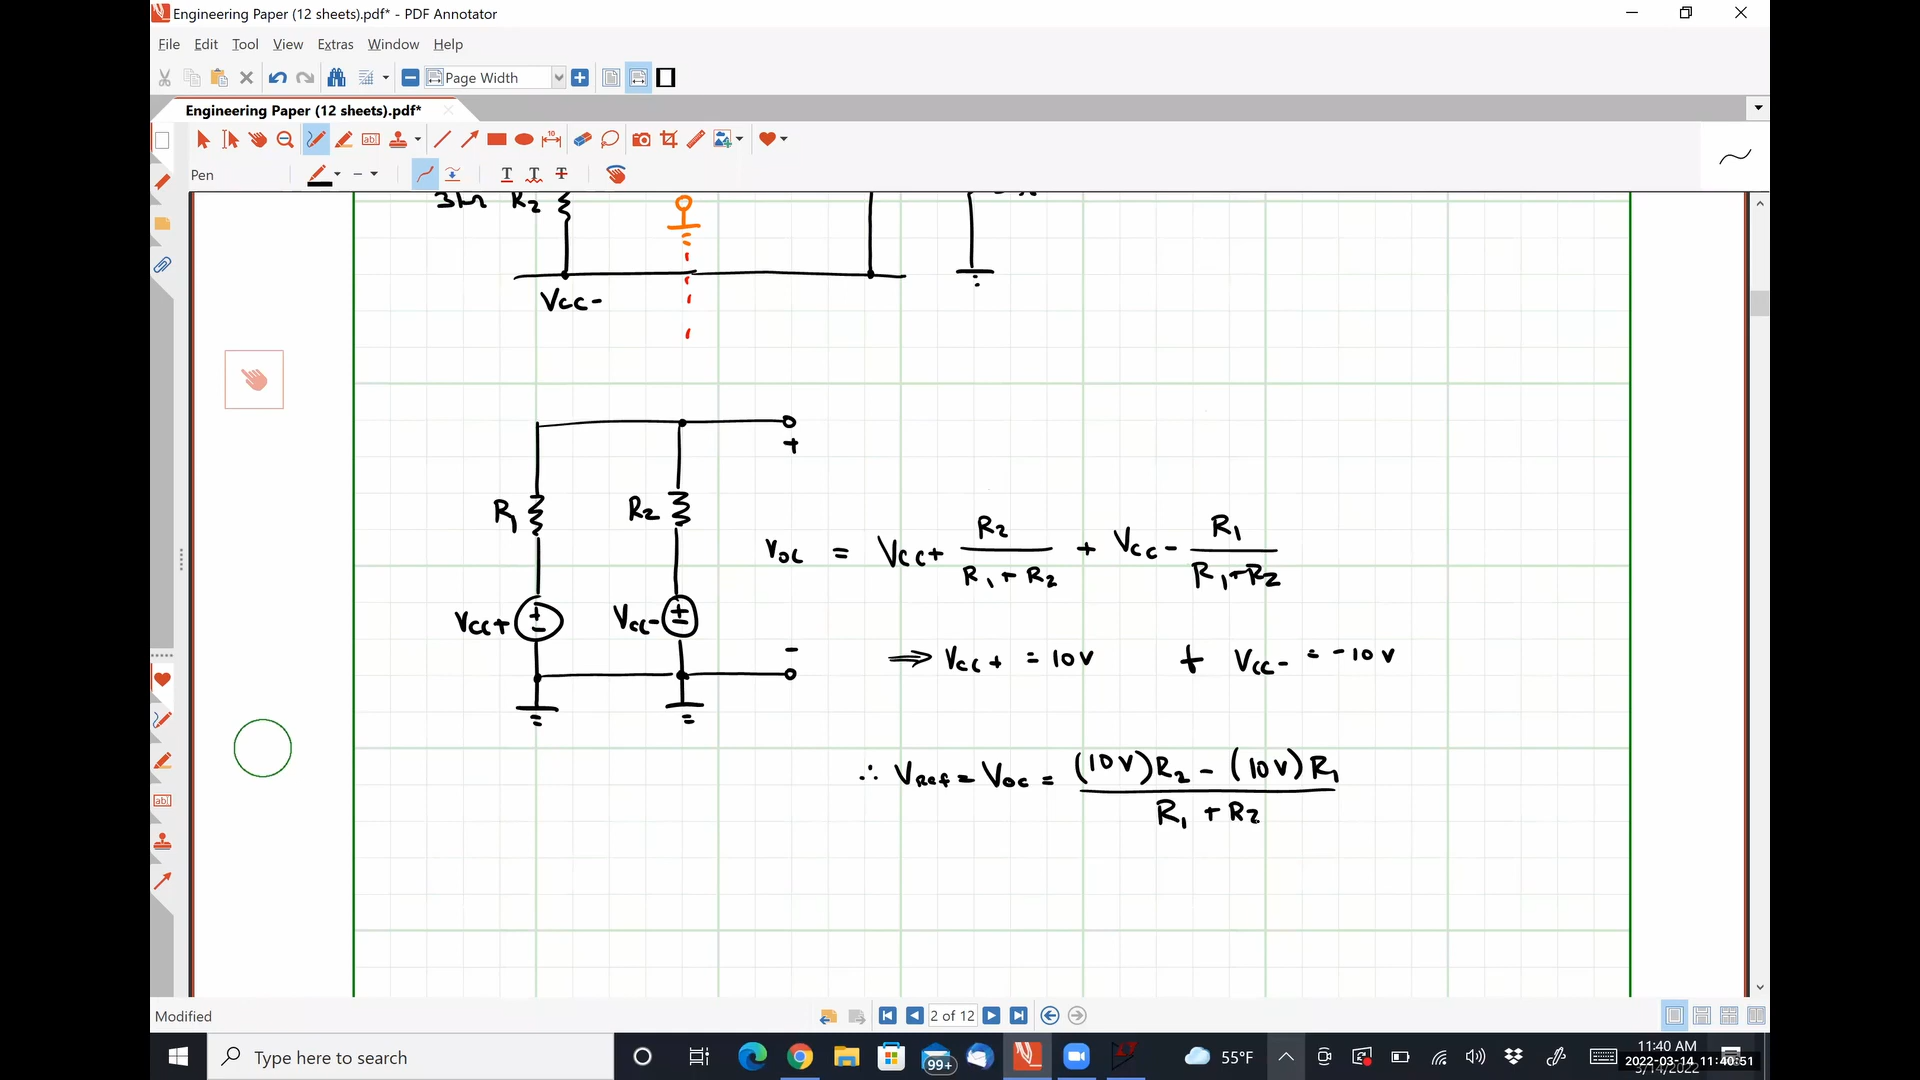 Engineering Paper (12 sheets).pdf* - PDF Annotator
File Edit Tool View Extras Window Help
Page Width
Engineering Paper (12 sheets).pdf*
Pen
R2
VCC-
+
R1 R2
VOC = VCC+ R2 / R1 + R2 + VCC- R1 / R1 + R2
VCC+ + - VCC- + -
-
⇒ VCC+ = 10V + VCC- = -10V
∴ VRef = VOC = (10V)R2 - (10V)R1 / R1 + R2
Modified
2 of 12
Type here to search
99+
55°F
11:40 AM
2022-03-14 11:40:51
3/14/2022